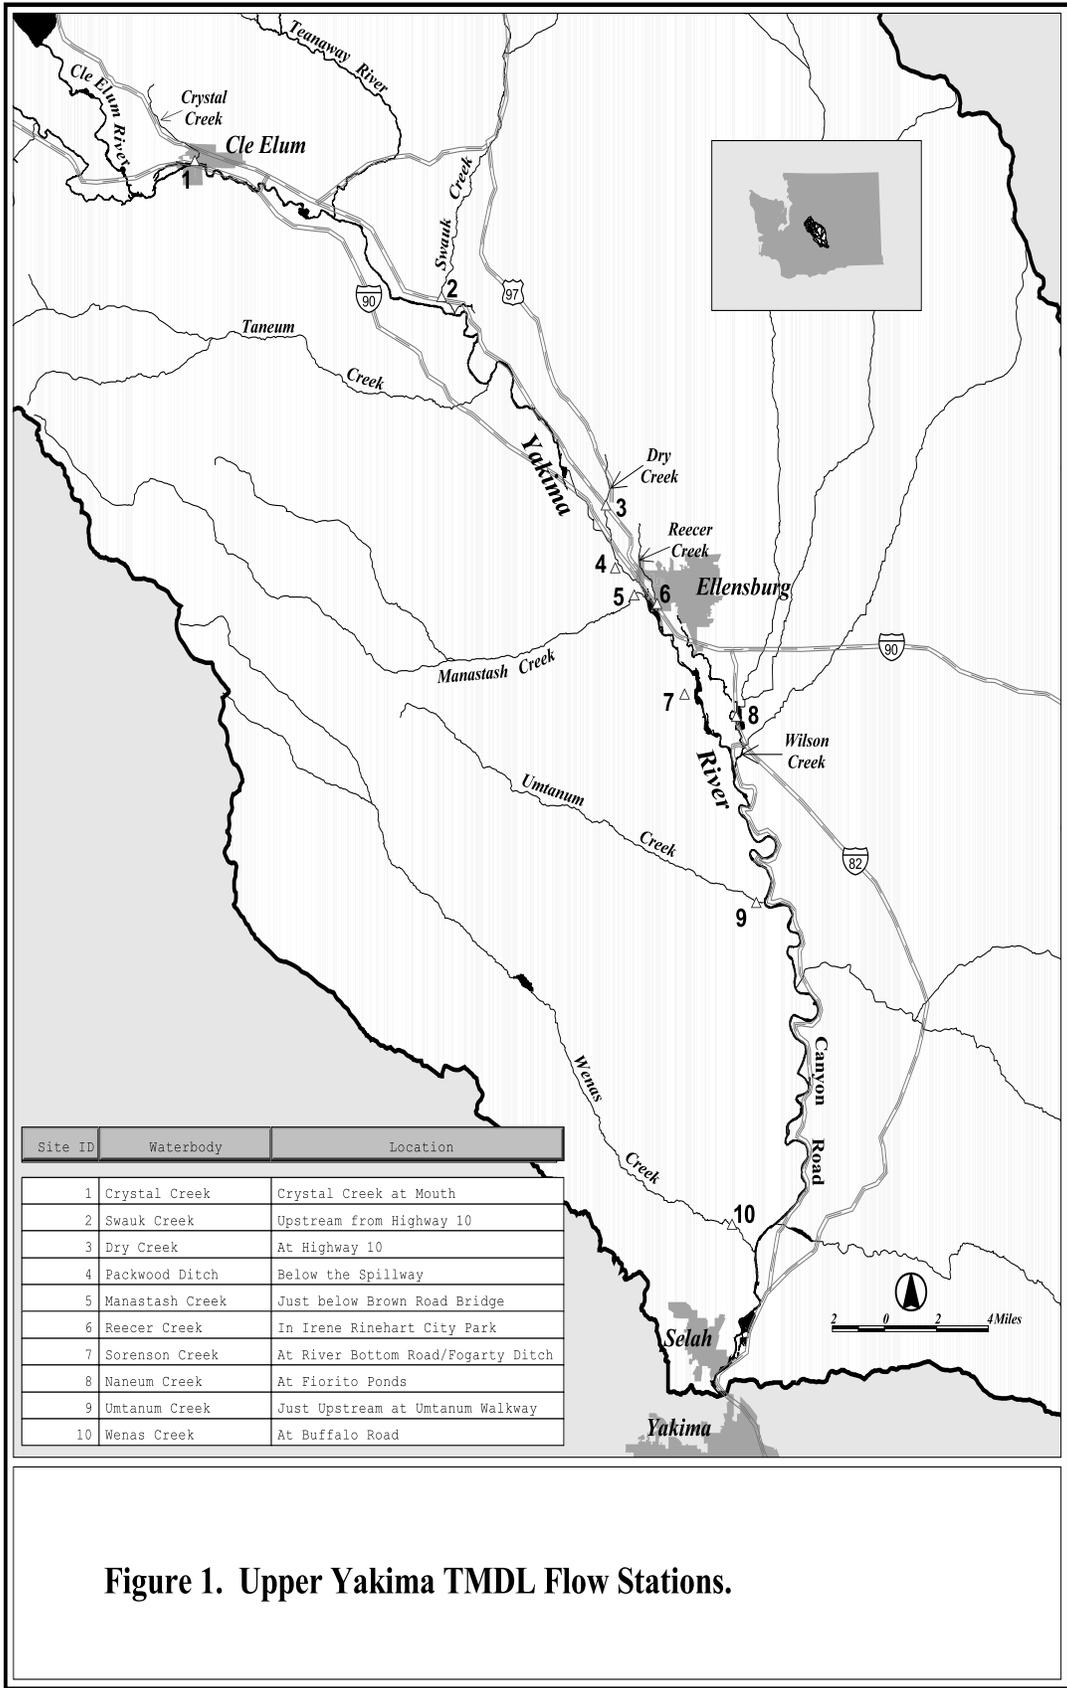 Teanaway River
Cle Elum River
Crystal
Creek
Cle Elum
1
Swauk Creek
2
90
97
Taneum
Creek
Yakima
Dry
Creek
3
Reecer
Creek
4
Ellensburg
5
6
90
Manastash Creek
7
8
Wilson
Creek
River
Umtanum
Creek
82
9
Canyon Road
Wenas
Creek
10
Site ID Waterbody Location
1 Crystal Creek Crystal Creek at Mouth
2 Swauk Creek Upstream from Highway 10
3 Dry Creek At Highway 10
4 Packwood Ditch Below the Spillway
5 Manastash Creek Just below Brown Road Bridge
6 Reecer Creek In Irene Rinehart City Park
7 Sorenson Creek At River Bottom Road/Fogarty Ditch
8 Naneum Creek At Fiorito Ponds
9 Umtanum Creek Just Upstream at Umtanum Walkway
10 Wenas Creek At Buffalo Road
2 0 2 4 Miles
Selah
Yakima
Figure 1. Upper Yakima TMDL Flow Stations.